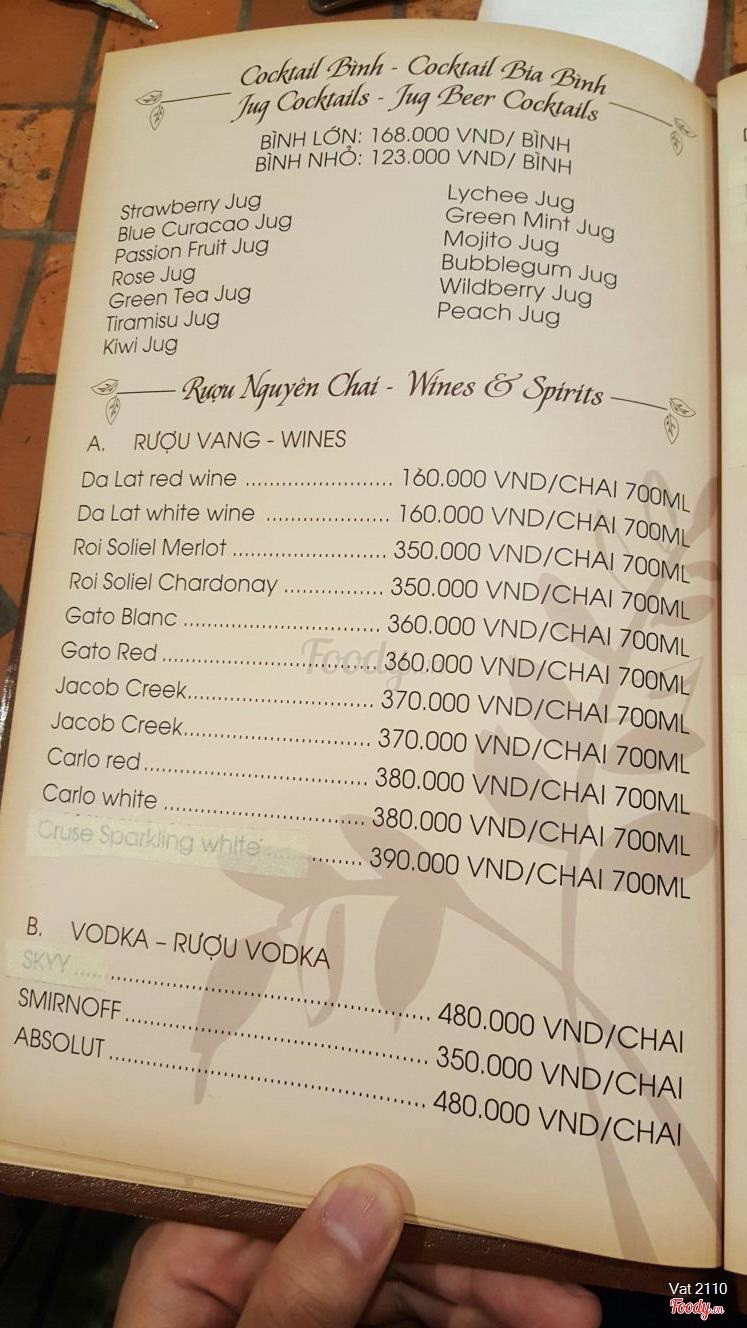 Cocktail Bình - Cocktail Bia Bình
Jug Cocktails - Jug Beer Cocktails
BÌNH LỚN: 168.000 VND/ BÌNH
BÌNH NHỎ: 123.000 VND/ BÌNH
Strawberry Jug
Blue Curacao Jug
Passion Fruit Jug
Rose Jug
Green Tea Jug
Tiramisu Jug
Kiwi Jug
Lychee Jug
Green Mint Jug
Mojito Jug
Bubblegum Jug
Wildberry Jug
Peach Jug
Rượu Nguyên Chai - Wines & Spirits
A. RƯỢU VANG - WINES
Da Lat red wine ........................ 160.000 VND/CHAI 700ML
Da Lat white wine ..................... 160.000 VND/CHAI 700ML
Roi Soliel Merlot .......................... 350.000 VND/CHAI 700ML
Roi Soliel Chardonay ................. 350.000 VND/CHAI 700ML
Gato Blanc ................................. 360.000 VND/CHAI 700ML
Gato Red .................................... 360.000 VND/CHAI 700ML
Jacob Creek............................... 370.000 VND/CHAI 700ML
Jacob Creek............................... 370.000 VND/CHAI 700ML
Carlo red ..................................... 380.000 VND/CHAI 700ML
Carlo white ................................. 380.000 VND/CHAI 700ML
Cruse Sparkling white ................ 390.000 VND/CHAI 700ML
B. VODKA – RƯỢU VODKA
SKYY ........................................................ 480.000 VND/CHAI
SMIRNOFF ................................................ 350.000 VND/CHAI
ABSOLUT .................................................. 480.000 VND/CHAI
Foody.vn
Vat 2110
Foody.vn